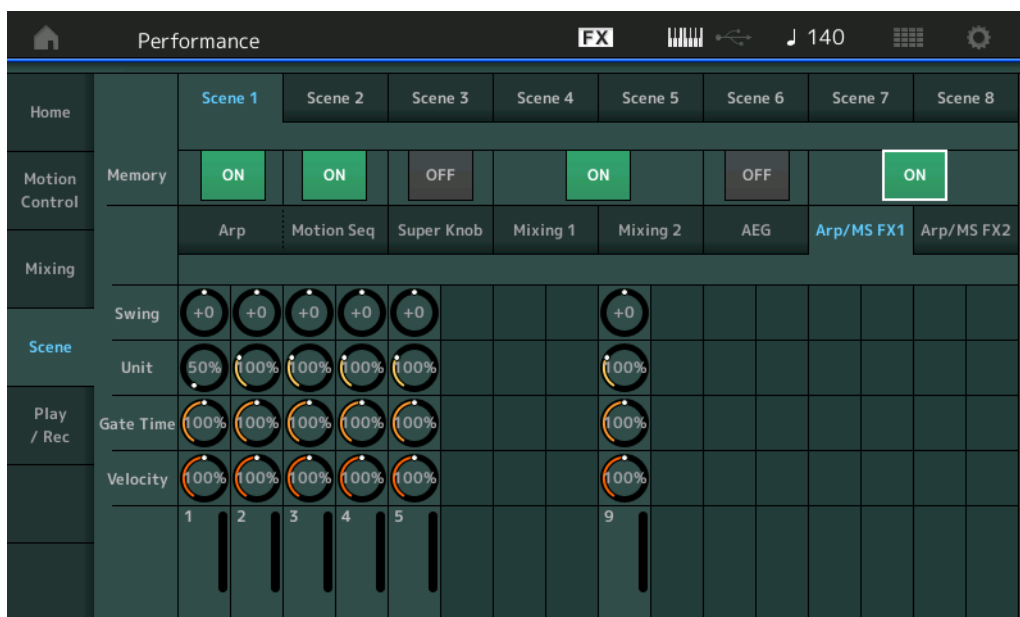 Performance FX 140
Scene 1 Scene 2 Scene 3 Scene 4 Scene 5 Scene 6 Scene 7 Scene 8
Home
Memory ON ON OFF ON OFF ON
Motion
Control
Arp Motion Seq Super Knob Mixing 1 Mixing 2 AEG Arp/MS FX1 Arp/MS FX2
Mixing
Swing +0 +0 +0 +0 +0 +0
Scene
Unit 50% 100% 100% 100% 100% 100%
Play
/ Rec
Gate Time 100% 100% 100% 100% 100% 100%
Velocity 100% 100% 100% 100% 100% 100%
1 2 3 4 5 9